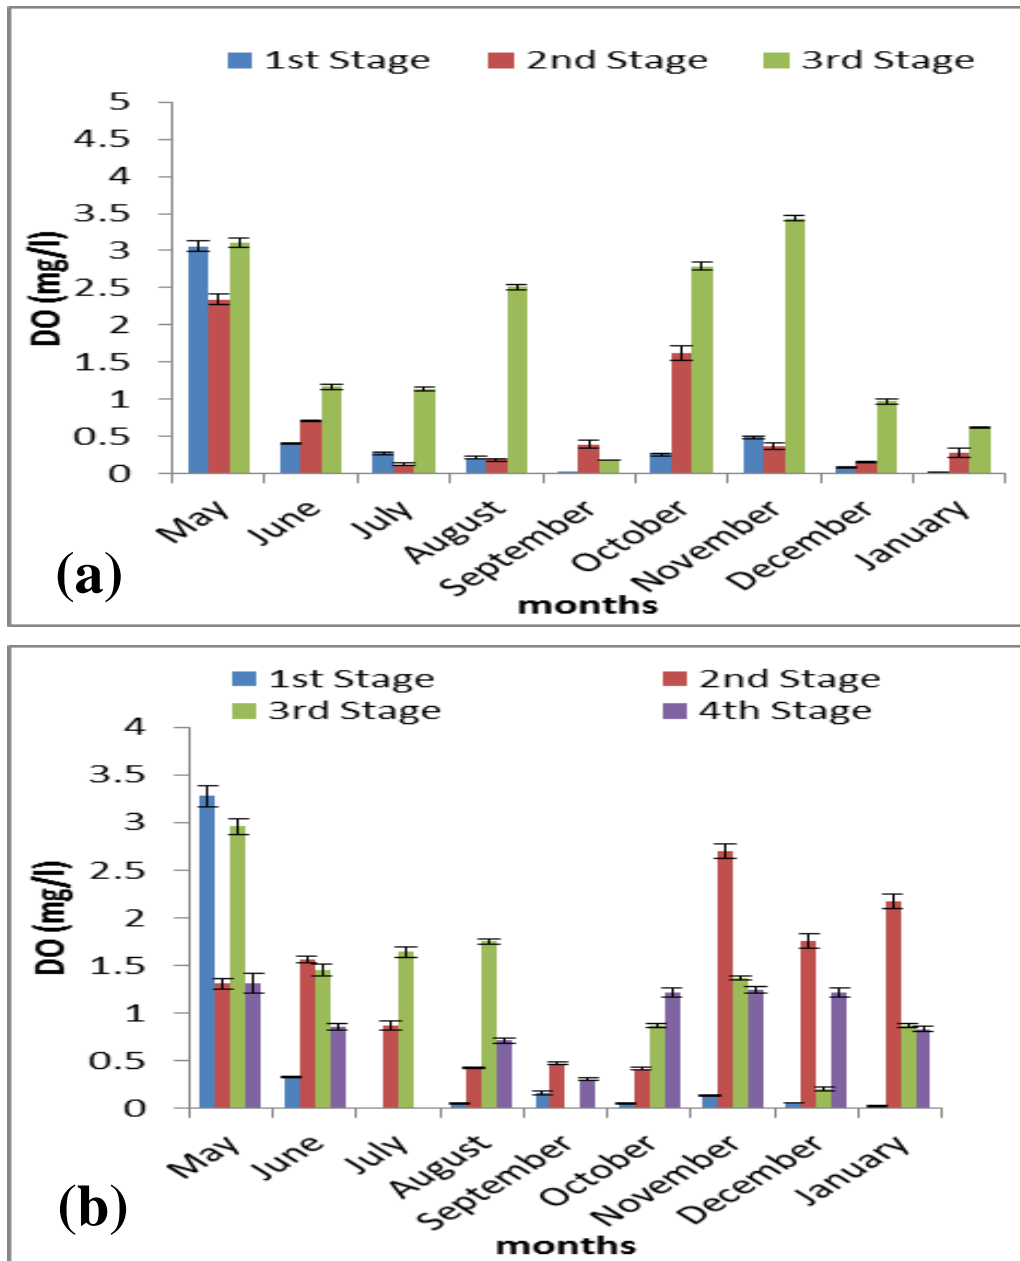 1st Stage 2nd Stage 3rd Stage
5
4.5
4
3.5
3
2.5
2
1.5
1
0.5
0
DO (mg/l)
May June July August September October November December January
(a)
months
1st Stage 2nd Stage
3rd Stage 4th Stage
4
3.5
3
2.5
2
1.5
1
0.5
0
DO (mg/l)
May June July August September October November December January
(b)
months